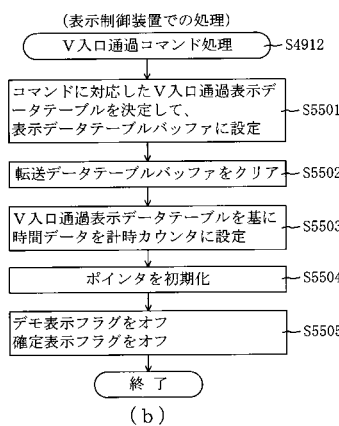 (表示制御装置での処理)
V入口通過コマンド処理
S4912
コマンドに対応したV入口通過表示デ
ータテーブルを決定して、
表示データテーブルバッファに設定
S5501
転送データテーブルバッファをクリア
S5502
V入口通過表示データテーブルを基に
時間データを計時カウンタに設定
S5503
ポインタを初期化
S5504
デモ表示フラグをオフ
確定表示フラグをオフ
S5505
終了
(b)